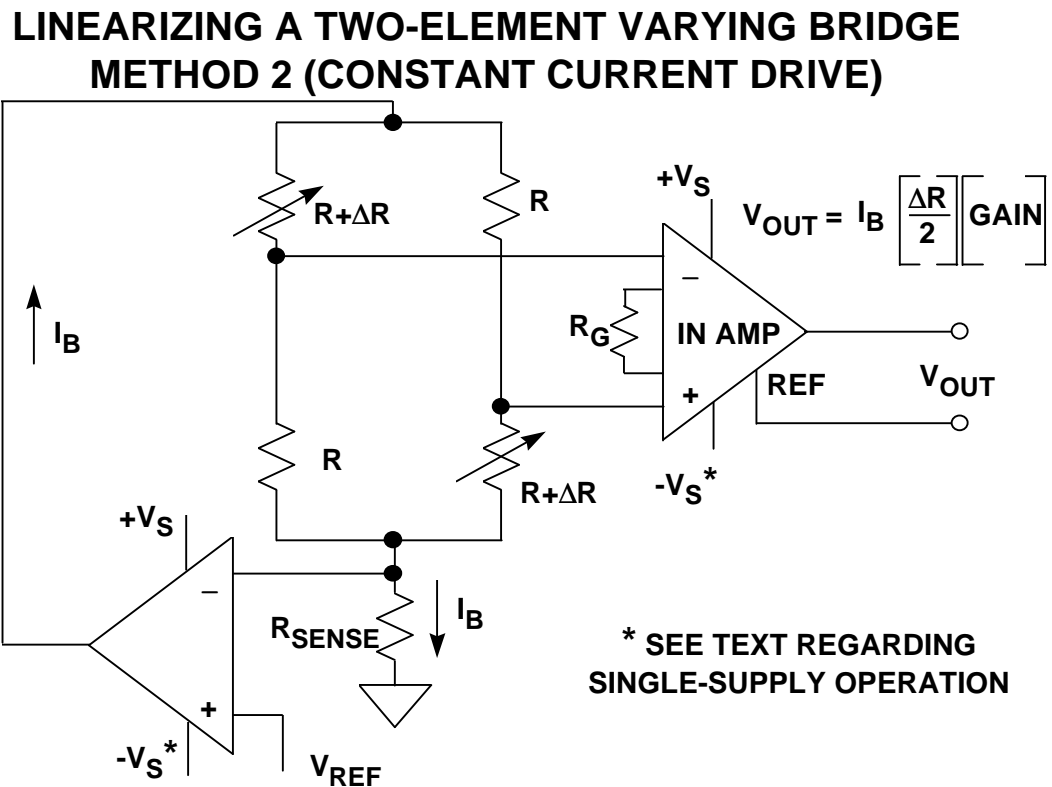 LINEARIZING A TWO-ELEMENT VARYING BRIDGE
METHOD 2 (CONSTANT CURRENT DRIVE)
R+ΔR
R
+VS
VOUT = IB [ΔR/2] [GAIN]
−
IN AMP
RG
+
REF
VOUT
-VS*
IB
R
R+ΔR
+VS
−
RSENSE
IB
+
-VS*
VREF
* SEE TEXT REGARDING
SINGLE-SUPPLY OPERATION